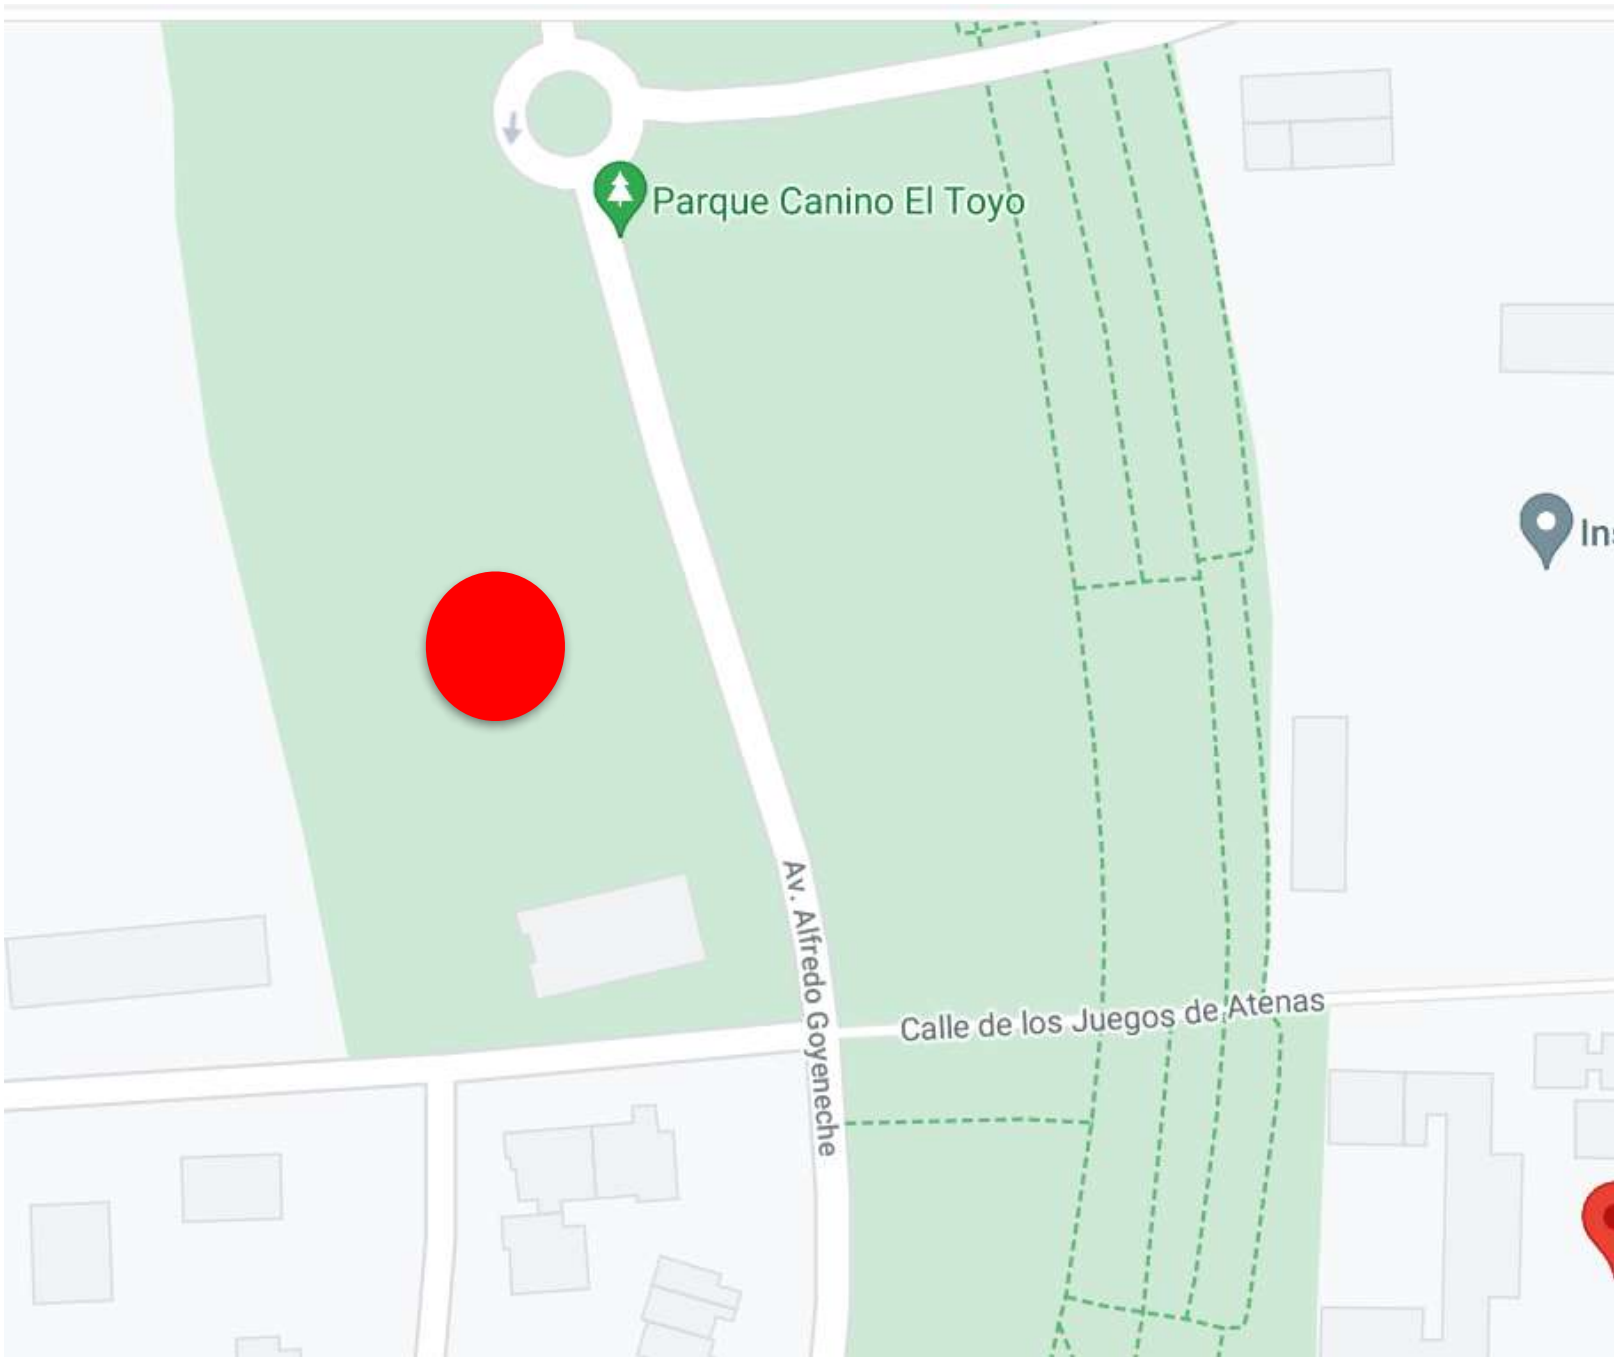 Parque Canino El Toyo
Av. Alfredo Goyeneche
Calle de los Juegos de Atenas